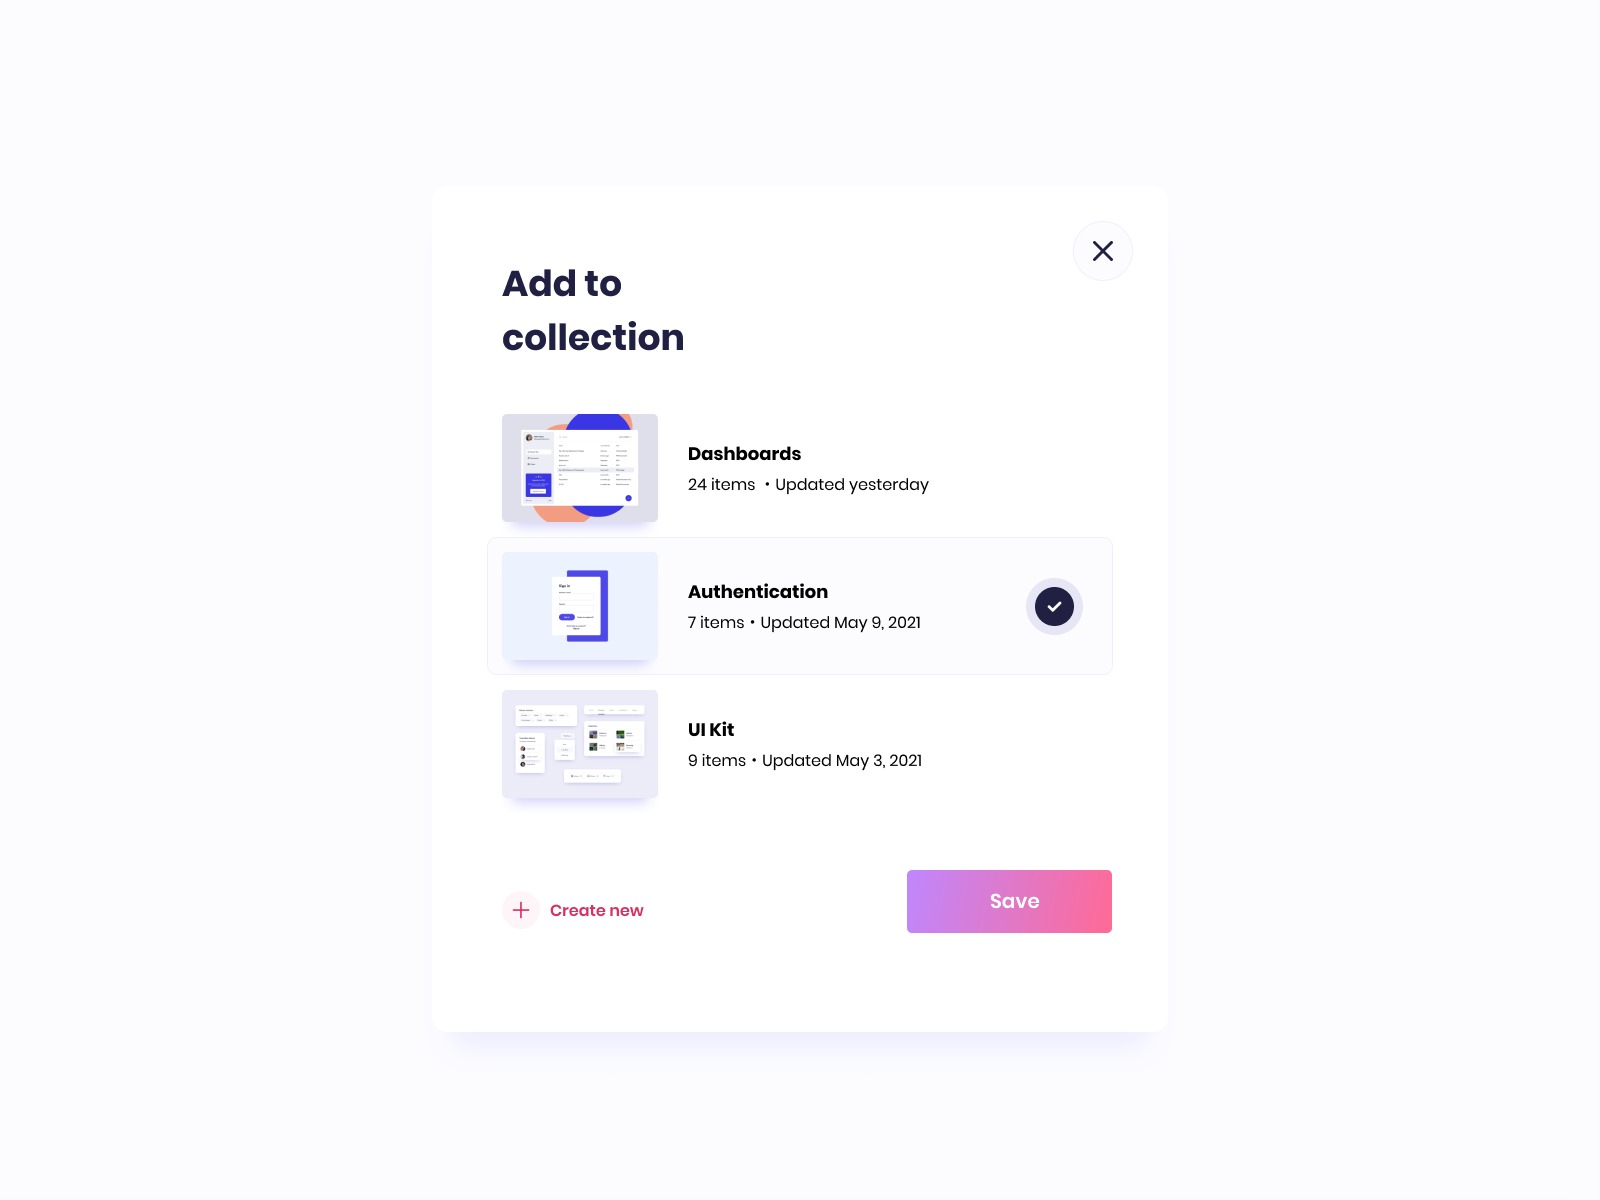 Add to
collection
Dashboards
24 items • Updated yesterday
Sign in
Authentication
7 items • Updated May 9, 2021
UI Kit
9 items • Updated May 3, 2021
Create new
Save